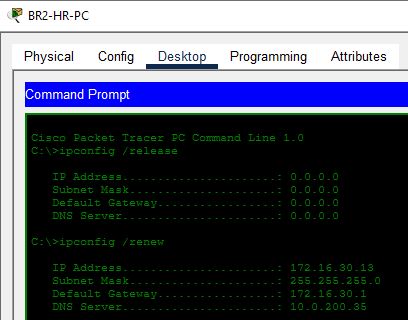 BR2-HR-PC
Physical Config Desktop Programming Attributes
Command Prompt
Cisco Packet Tracer PC Command Line 1.0
C:\>ipconfig /release
IP Address......................: 0.0.0.0
Subnet Mask.....................: 0.0.0.0
Default Gateway.................: 0.0.0.0
DNS Server......................: 0.0.0.0
C:\>ipconfig /renew
IP Address......................: 172.16.30.13
Subnet Mask.....................: 255.255.255.0
Default Gateway.................: 172.16.30.1
DNS Server......................: 10.0.200.35